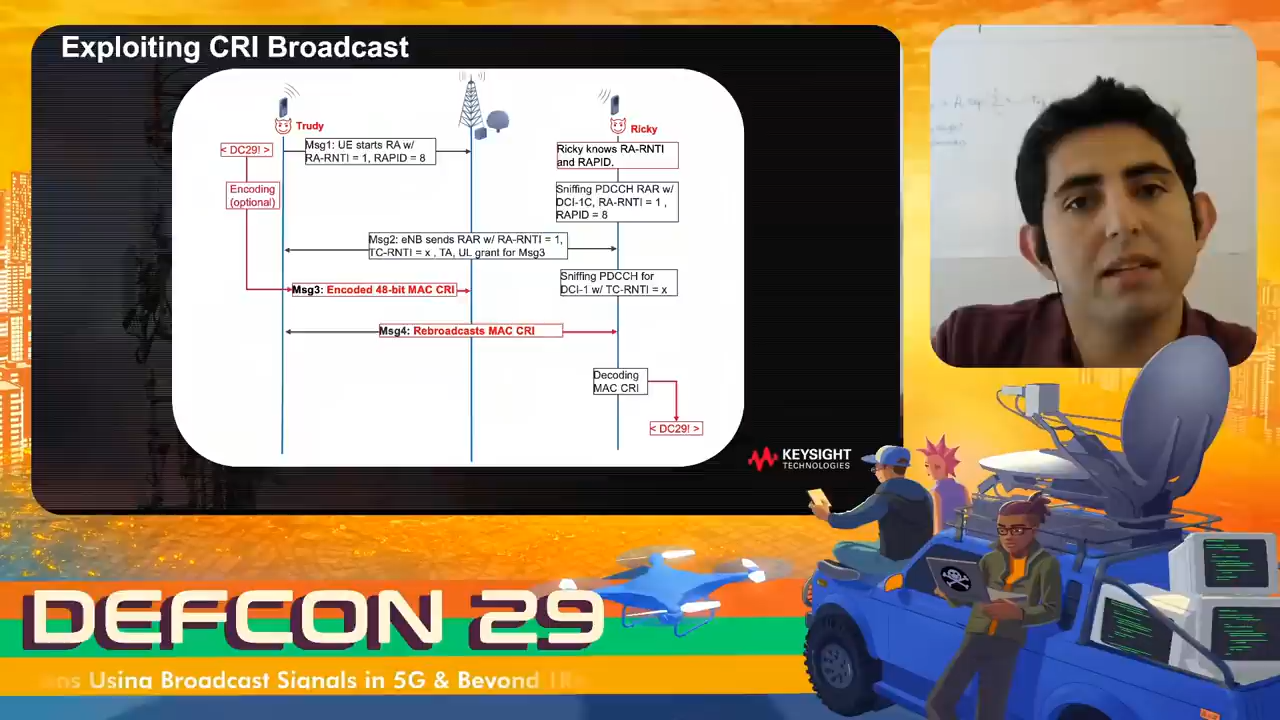 Exploiting CRI Broadcast
Trudy
Ricky
< DC29! >
Msg1: UE starts RA w/
RA-RNTI = 1, RAPID = 8
Ricky knows RA-RNTI
and RAPID.
Encoding
(optional)
Sniffing PDCCH RAR w/
DCI-1C, RA-RNTI = 1 ,
RAPID = 8
Msg2: eNB sends RAR w/ RA-RNTI = 1,
TC-RNTI = x , TA, UL grant for Msg3
Sniffing PDCCH for
DCI-1 w/ TC-RNTI = x
Msg3: Encoded 48-bit MAC CRI
Msg4: Rebroadcasts MAC CRI
Decoding
MAC CRI
< DC29! >
KEYSIGHT
TECHNOLOGIES
DEFCON 29
Using Broadcast Signals in 5G & Beyond